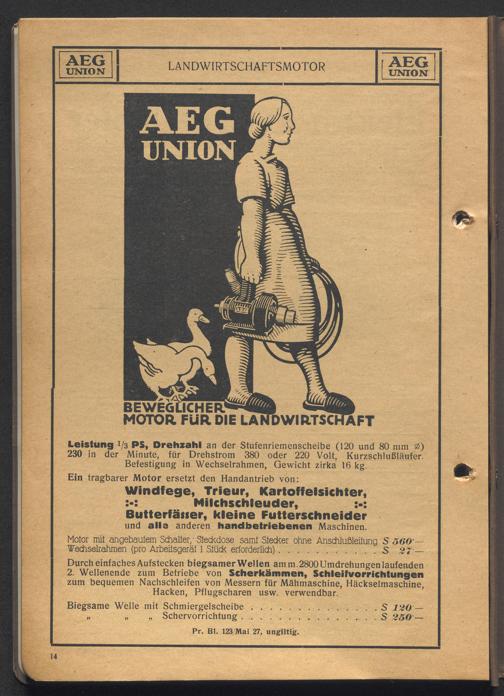 AEG
UNION
LANDWIRTSCHAFTSMOTOR
AEG
UNION
AEG
UNION
BEWEGLICHER
MOTOR FÜR DIE LANDWIRTSCHAFT
Leistung 1/3 PS, Drehzahl an der Stufenriemenscheibe (120 und 80 mm ⌀)
230 in der Minute, für Drehstrom 380 oder 220 Volt, Kurzschlußläufer.
Befestigung in Wechselrahmen, Gewicht zirka 16 kg.
Ein tragbarer Motor ersetzt den Handantrieb von:
Windfege, Trieur, Kartoffelsichter,
:-: Milchschleuder, :-:
Butterfässer, kleine Futterschneider
und alle anderen handbetriebenen Maschinen.
Motor mit angebautem Schalter, Steckdose samt Stecker ohne Anschlußleitung S 560—
Wechselrahmen (pro Arbeitsgerät 1 Stück erforderlich) . . . . . . . . . . . . . . S 27—
Durch einfaches Aufstecken biegsamer Wellen am m. 2800 Umdrehungen laufenden
2. Wellenende zum Betriebe von Scherkämmen, Schleifvorrichtungen
zum bequemen Nachschleifen von Messern für Mähmaschine, Häckselmaschine,
Hacken, Pflugscharen usw. verwendbar.
Biegsame Welle mit Schmiergelscheibe . . . . . . . . . . . . . S 120—
„ „ „ Schervorrichtung . . . . . . . . . . . . . . S 250—
Pr. Bl. 123/Mai 27, ungiltig.
14